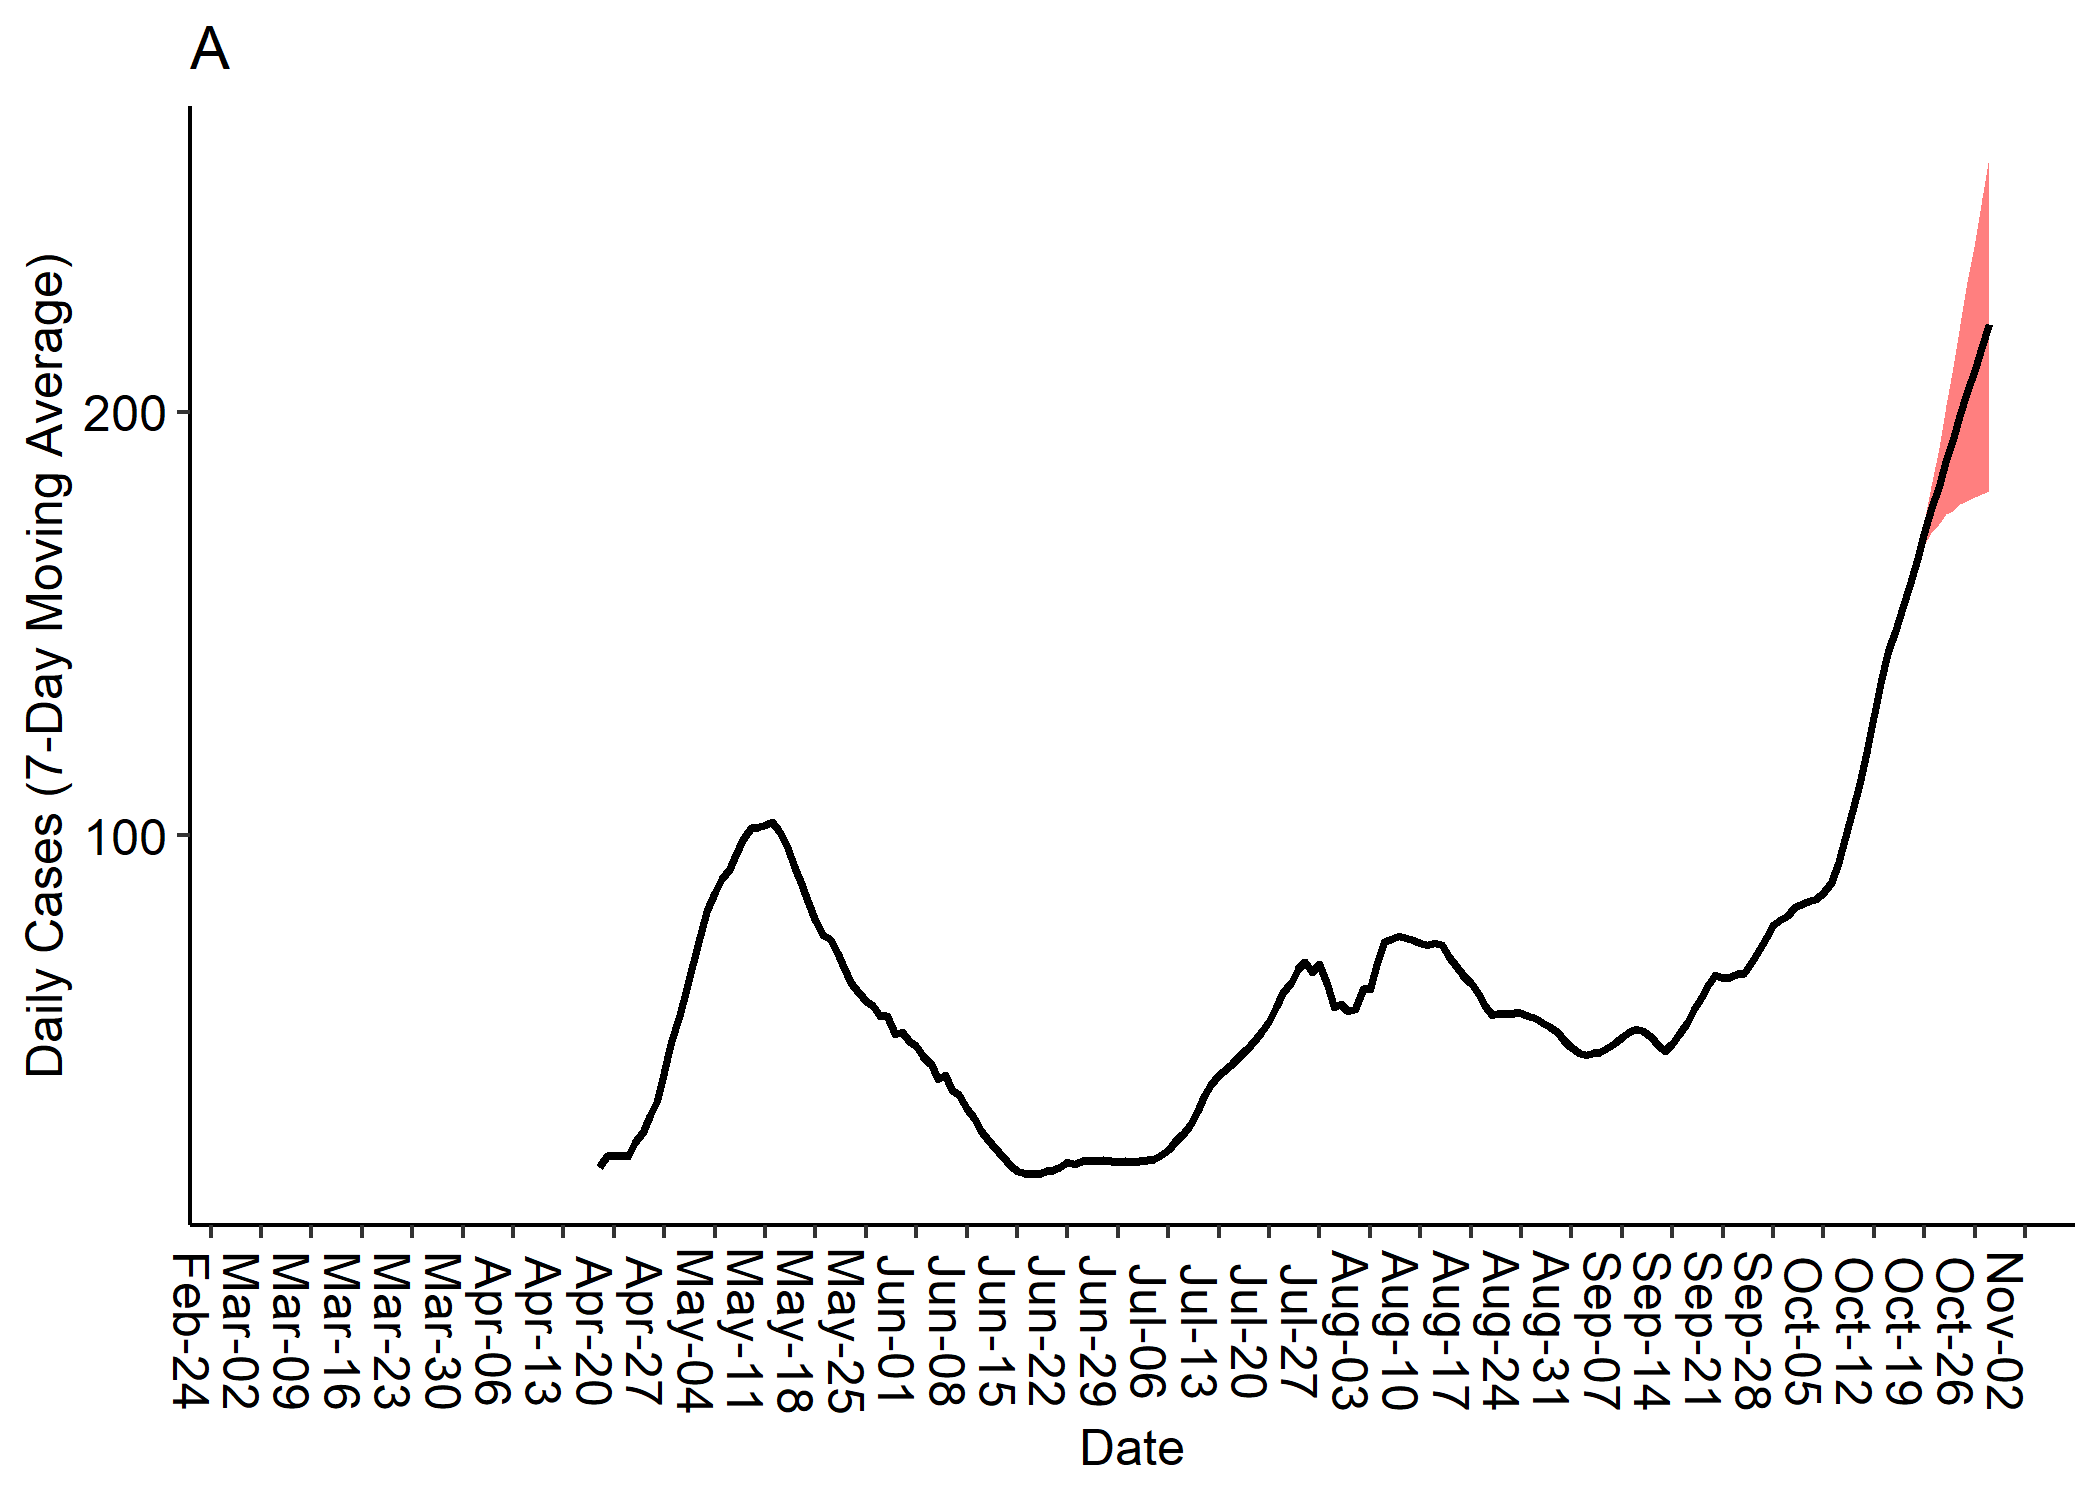 A
Daily Cases (7-Day Moving Average)
200
100
Feb-24
Mar-02
Mar-09
Mar-16
Mar-23
Mar-30
Apr-06
Apr-13
Apr-20
Apr-27
May-04
May-11
May-18
May-25
Jun-01
Jun-08
Jun-15
Jun-22
Jun-29
Jul-06
Jul-13
Jul-20
Jul-27
Aug-03
Aug-10
Aug-17
Aug-24
Aug-31
Sep-07
Sep-14
Sep-21
Sep-28
Oct-05
Oct-12
Oct-19
Oct-26
Nov-02
Date